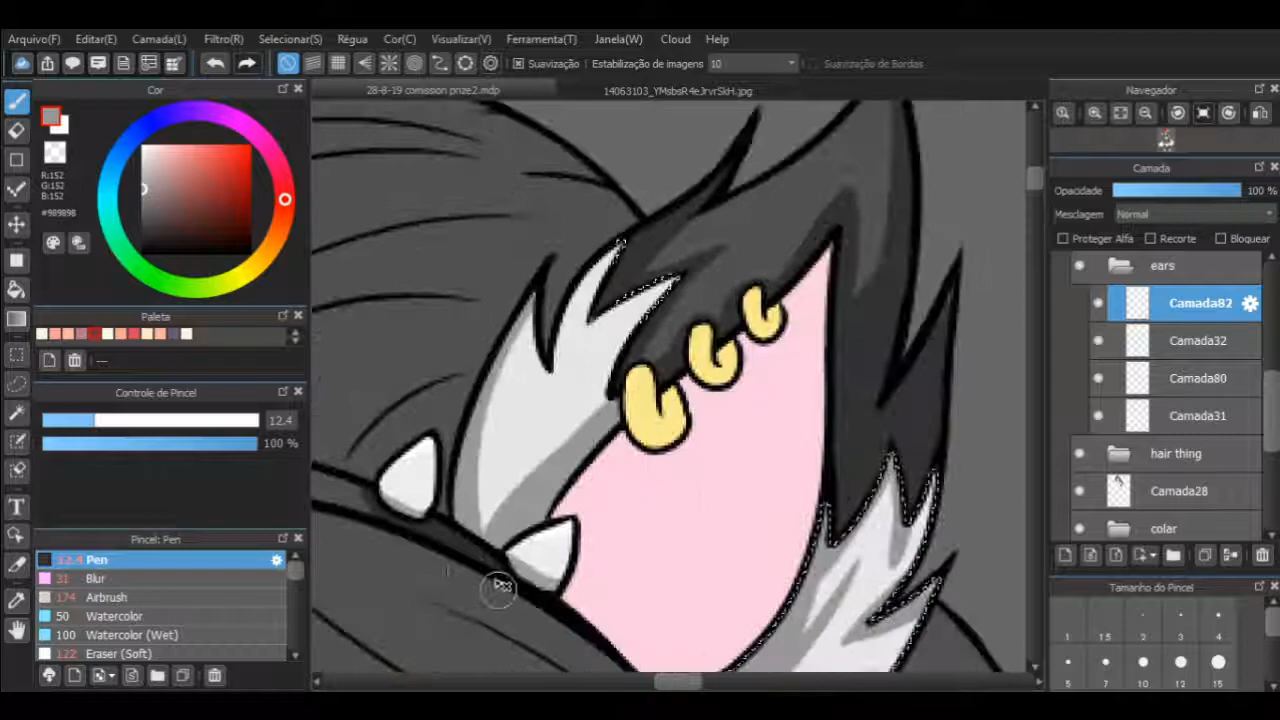 Arquivo(F) Editar(E) Camada(L) Filtro(R) Selecionar(S) Régua Cor(C) Visualizar(V) Ferramenta(T) Janela(W) Cloud Help
Suavização Estabilização de imagens 10 Suavização de Bordas
Cor
28-8-19 comission prize2.mdp 14063103_YMsbsR4eJrvrSkH.jpg
R:152
G:152
B:152
#989898
Paleta
---
Controle de Pincel
12.4
100 %
Pincel: Pen
12.4 Pen
31 Blur
174 Airbrush
50 Watercolor
100 Watercolor (Wet)
122 Eraser (Soft)
Navegador
Camada
Opacidade 100 %
Mesclagem Normal
Proteger Alfa Recorte Bloquear
ears
Camada82
Camada32
Camada80
Camada31
hair thing
Camada28
colar
Tamanho do Pincel
1 1.5 2 3 4
5 7 10 12 15